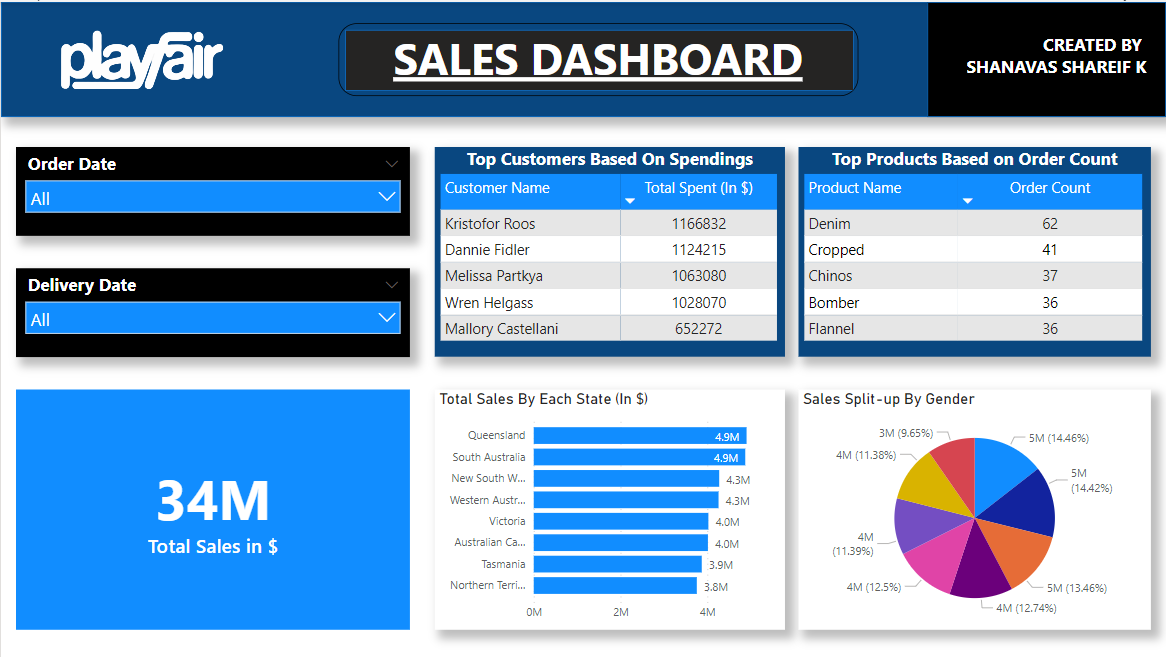 playfair
SALES DASHBOARD
CREATED BY
SHANAVAS SHAREIF K
Order Date
All
Delivery Date
All
34M
Total Sales in $
Top Customers Based On Spendings
Customer Name Total Spent (In $)
Kristofor Roos 1166832
Dannie Fidler 1124215
Melissa Partkya 1063080
Wren Helgass 1028070
Mallory Castellani 652272
Top Products Based on Order Count
Product Name Order Count
Denim 62
Cropped 41
Chinos 37
Bomber 36
Flannel 36
Total Sales By Each State (In $)
Queensland 4.9M
South Australia 4.9M
New South W... 4.3M
Western Austr... 4.3M
Victoria 4.0M
Australian Ca... 4.0M
Tasmania 3.9M
Northern Terri... 3.8M
0M 2M 4M
Sales Split-up By Gender
3M (9.65%)
5M (14.46%)
4M (11.38%)
5M
(14.42%)
4M
(11.39%)
4M (12.5%)
5M (13.46%)
4M (12.74%)